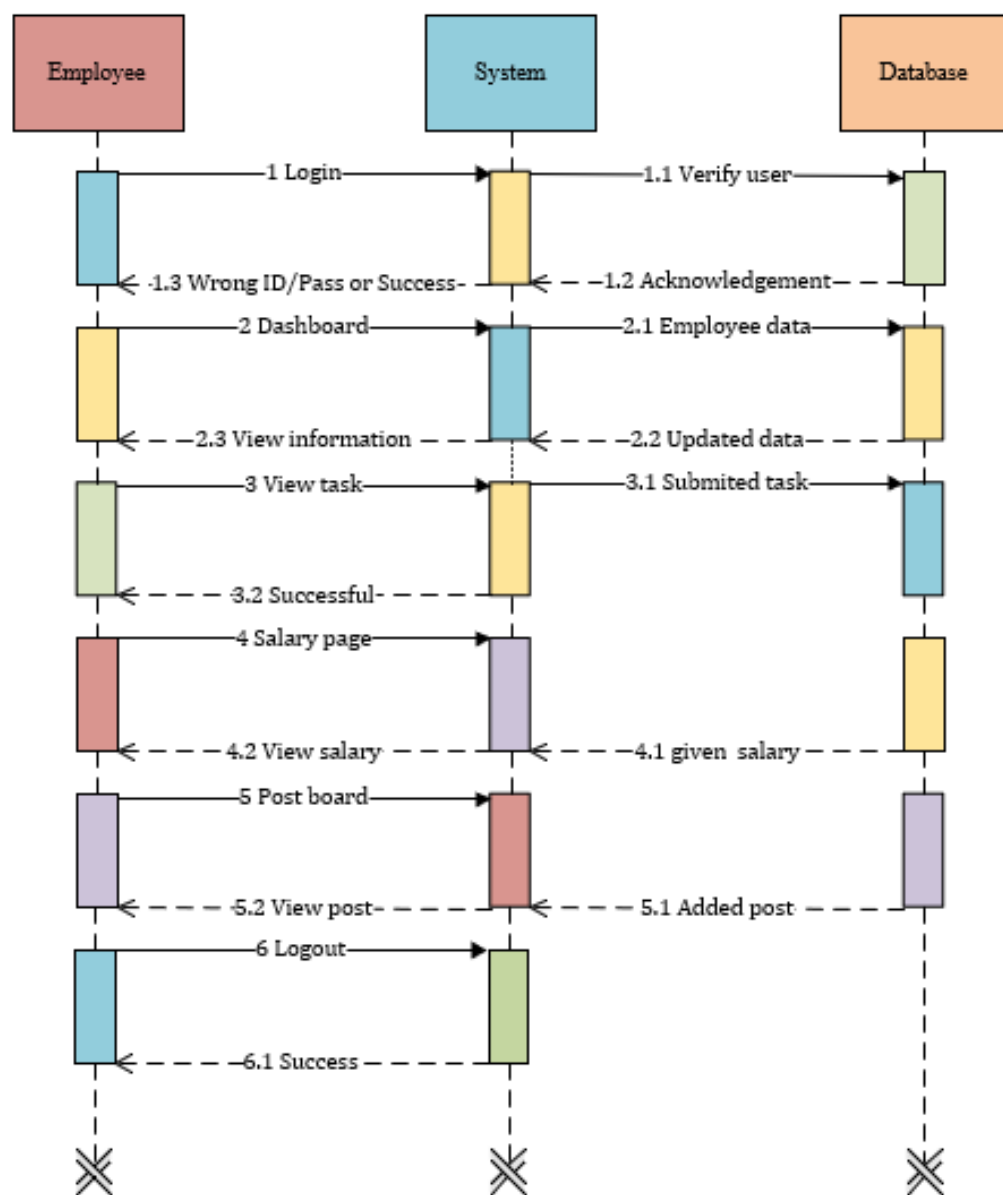 Employee
System
Database
1 Login
1.1 Verify user
1.3 Wrong ID/Pass or Success
1.2 Acknowledgement
2 Dashboard
2.1 Employee data
2.3 View information
2.2 Updated data
3 View task
3.1 Submited task
3.2 Successful
4 Salary page
4.2 View salary
4.1 given salary
5 Post board
5.2 View post
5.1 Added post
6 Logout
6.1 Success